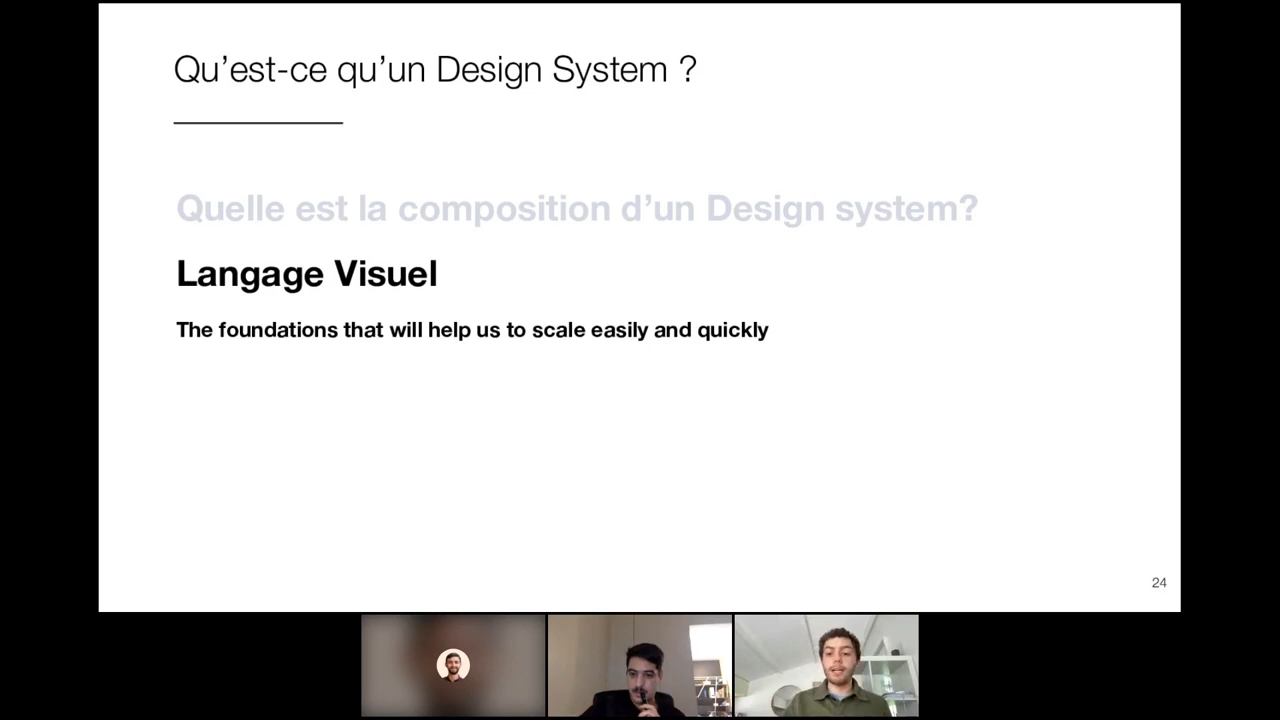 Qu’est-ce qu’un Design System ?
Quelle est la composition d’un Design system?
Langage Visuel
The foundations that will help us to scale easily and quickly
24